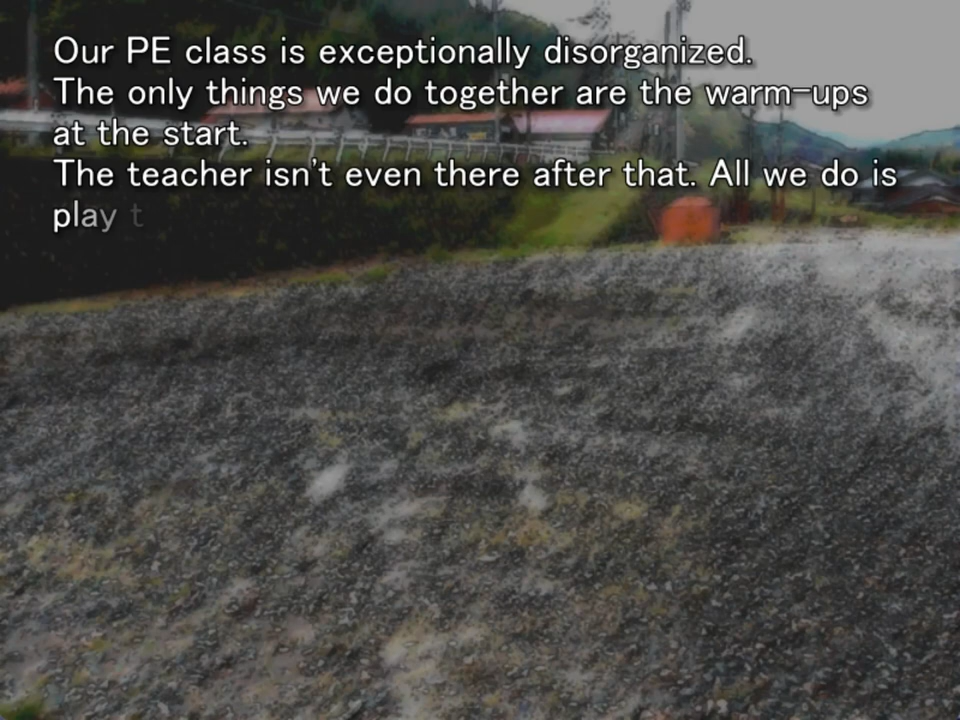 Our PE class is exceptionally disorganized.
The only things we do together are the warm-ups
at the start.
The teacher isn't even there after that. All we do is
play t